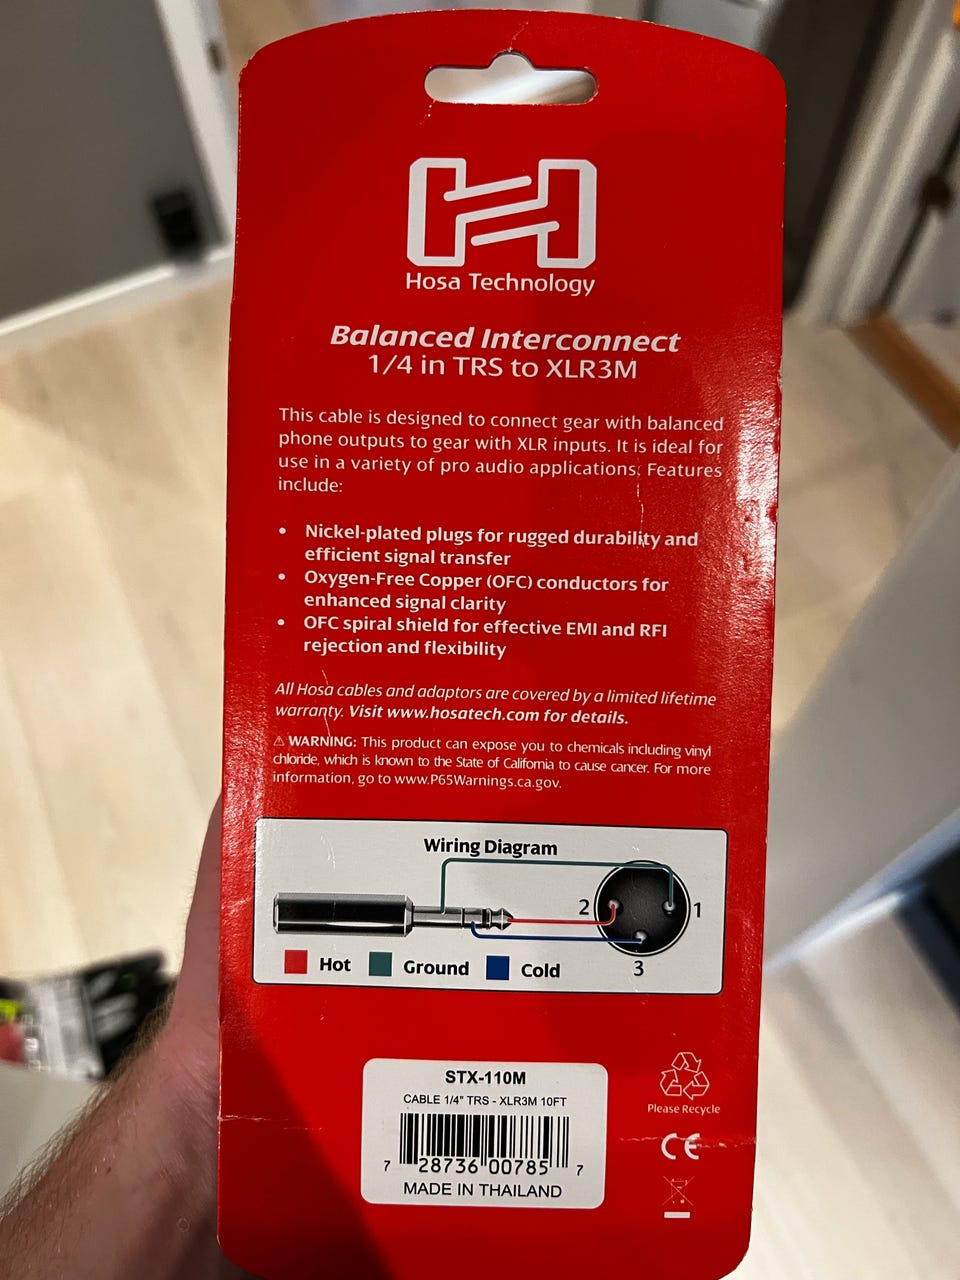 Hosa Technology
Balanced Interconnect
1/4 in TRS to XLR3M
This cable is designed to connect gear with balanced
phone outputs to gear with XLR inputs. It is ideal for
use in a variety of pro audio applications. Features
include:
• Nickel-plated plugs for rugged durability and
efficient signal transfer
• Oxygen-Free Copper (OFC) conductors for
enhanced signal clarity
• OFC spiral shield for effective EMI and RFI
rejection and flexibility
All Hosa cables and adaptors are covered by a limited lifetime
warranty. Visit www.hosatech.com for details.
⚠ WARNING: This product can expose you to chemicals including vinyl
chloride, which is known to the State of California to cause cancer. For more
information, go to www.P65Warnings.ca.gov.
Wiring Diagram
2
1
3
Hot Ground Cold
STX-110M
CABLE 1/4" TRS - XLR3M 10FT
7 28736 00785 7
MADE IN THAILAND
Please Recycle
CE